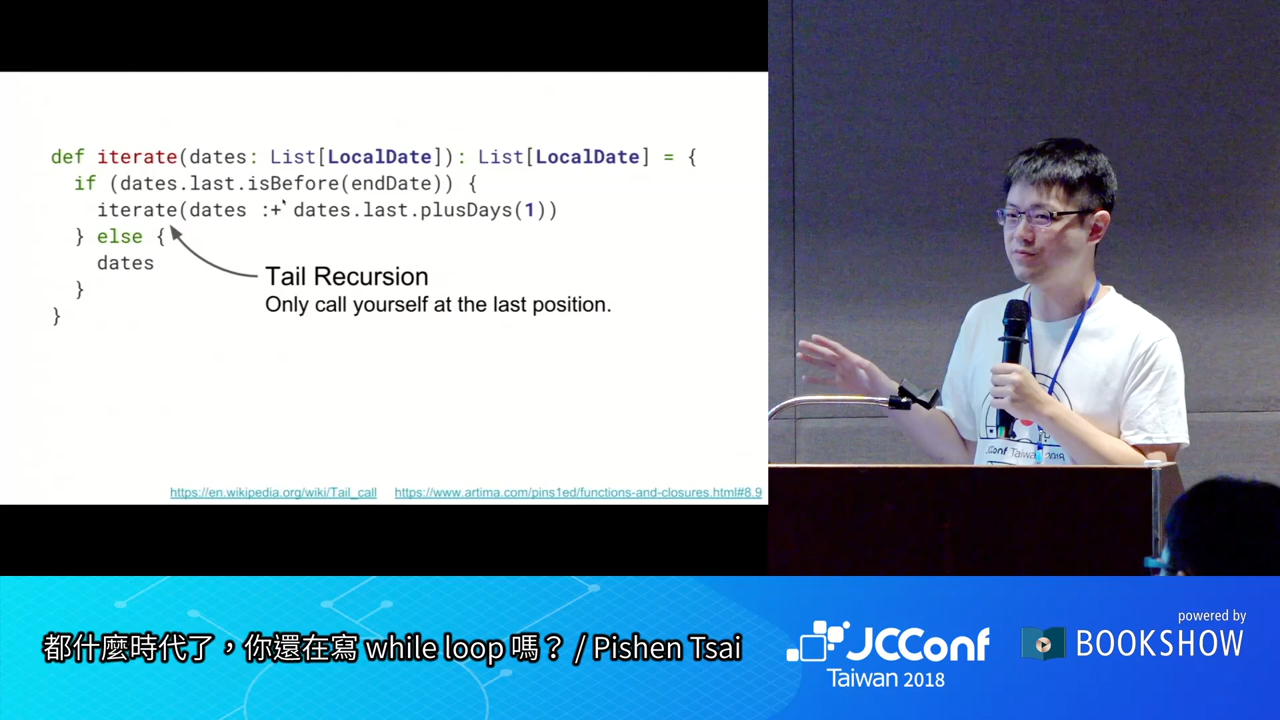 def iterate(dates: List[LocalDate]): List[LocalDate] = {
if (dates.last.isBefore(endDate)) {
iterate(dates :+ dates.last.plusDays(1))
} else {
dates
}
}
Tail Recursion
Only call yourself at the last position.
https://en.wikipedia.org/wiki/Tail_call https://www.artima.com/pins1ed/functions-and-closures.html#8.9
JCConf Taiwan 2018
都什麼時代了，你還在寫 while loop 嗎？ / Pishen Tsai
JCConf
Taiwan 2018
powered by
BOOKSHOW